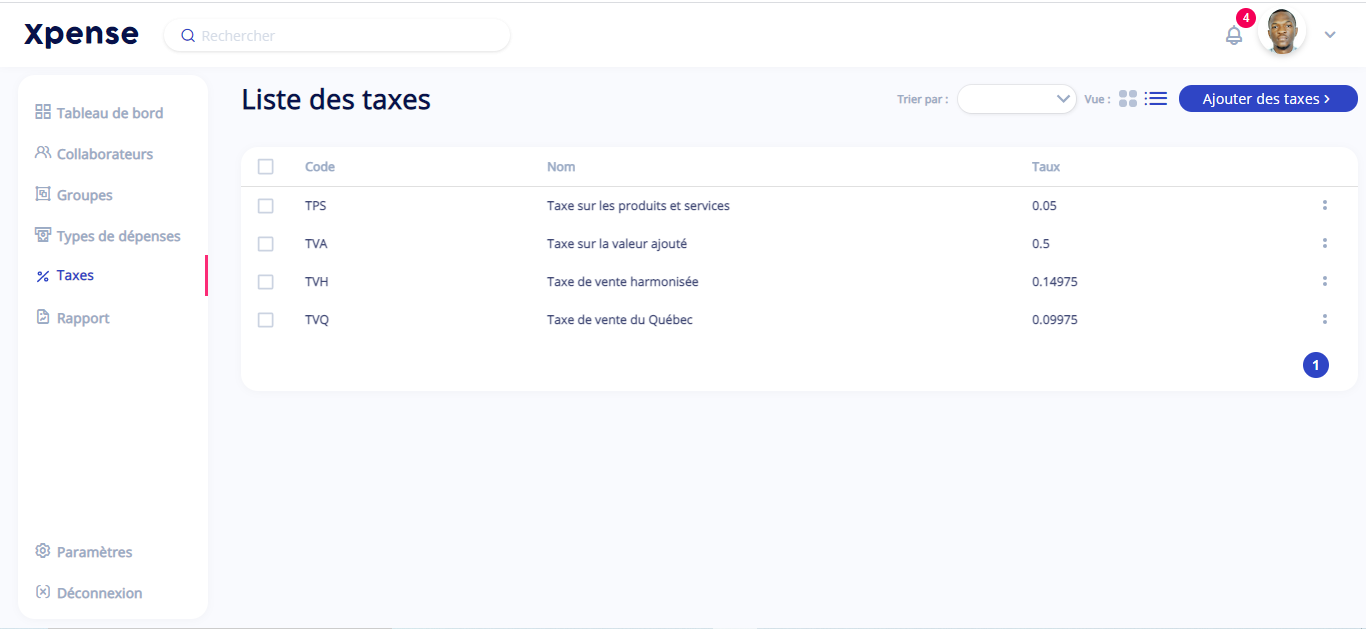 Xpense
Rechercher
4
Tableau de bord
Collaborateurs
Groupes
Types de dépenses
Taxes
Rapport
Paramètres
Déconnexion
Liste des taxes
Trier par :
Vue :
Ajouter des taxes ›
Code Nom Taux
TPS Taxe sur les produits et services 0.05
TVA Taxe sur la valeur ajouté 0.5
TVH Taxe de vente harmonisée 0.14975
TVQ Taxe de vente du Québec 0.09975
1